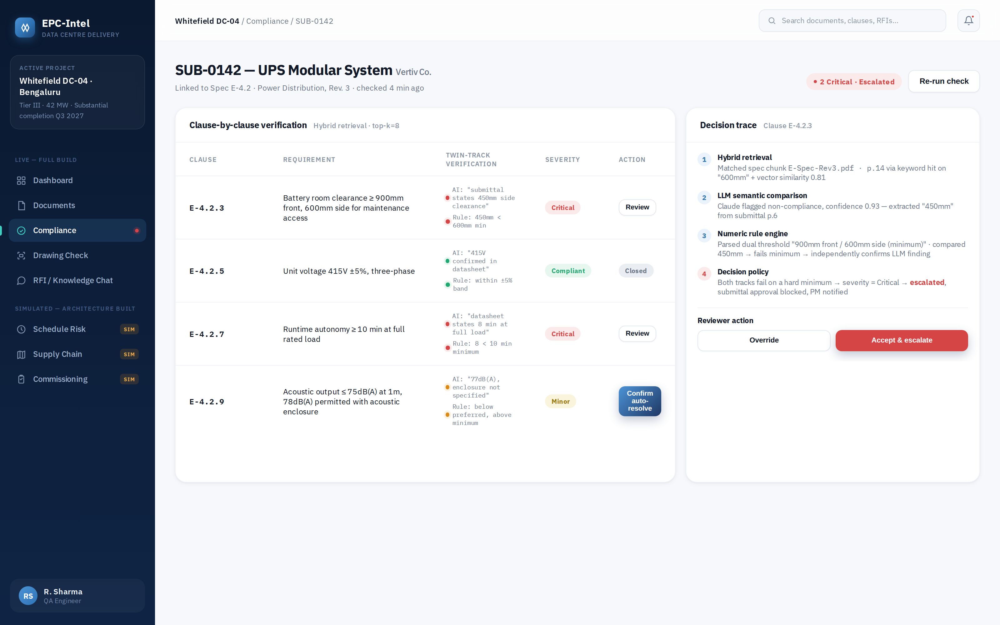 EPC-Intel
DATA CENTRE DELIVERY
ACTIVE PROJECT
Whitefield DC-04 ·
Bengaluru
Tier III · 42 MW · Substantial
completion Q3 2027
LIVE — FULL BUILD
Dashboard
Documents
Compliance
Drawing Check
RFI / Knowledge Chat
SIMULATED — ARCHITECTURE BUILT
Schedule Risk SIM
Supply Chain SIM
Commissioning SIM
RS
R. Sharma
QA Engineer
Whitefield DC-04 / Compliance / SUB-0142
Search documents, clauses, RFIs...
SUB-0142 — UPS Modular System Vertiv Co.
Linked to Spec E-4.2 · Power Distribution, Rev. 3 · checked 4 min ago
2 Critical · Escalated
Re-run check
Clause-by-clause verification Hybrid retrieval · top-k=8
CLAUSE
REQUIREMENT
TWIN-TRACK
VERIFICATION
SEVERITY
ACTION
E-4.2.3
Battery room clearance ≥ 900mm
front, 600mm side for maintenance
access
AI: "submittal
states 450mm side
clearance"
Rule: 450mm <
600mm min
Critical
Review
E-4.2.5
Unit voltage 415V ±5%, three-phase
AI: "415V
confirmed in
datasheet"
Rule: within ±5%
band
Compliant
Closed
E-4.2.7
Runtime autonomy ≥ 10 min at full
rated load
AI: "datasheet
states 8 min at
full load"
Rule: 8 < 10 min
minimum
Critical
Review
E-4.2.9
Acoustic output ≤ 75dB(A) at 1m,
78dB(A) permitted with acoustic
enclosure
AI: "77dB(A),
enclosure not
specified"
Rule: below
preferred, above
minimum
Minor
Confirm
auto-
resolve
Decision trace Clause E-4.2.3
1
Hybrid retrieval
Matched spec chunk E-Spec-Rev3.pdf · p.14 via keyword hit on
"600mm" + vector similarity 0.81
2
LLM semantic comparison
Claude flagged non-compliance, confidence 0.93 — extracted "450mm"
from submittal p.6
3
Numeric rule engine
Parsed dual threshold "900mm front / 600mm side (minimum)" · compared
450mm → fails minimum → independently confirms LLM finding
4
Decision policy
Both tracks fail on a hard minimum → severity = Critical → escalated,
submittal approval blocked, PM notified
Reviewer action
Override
Accept & escalate